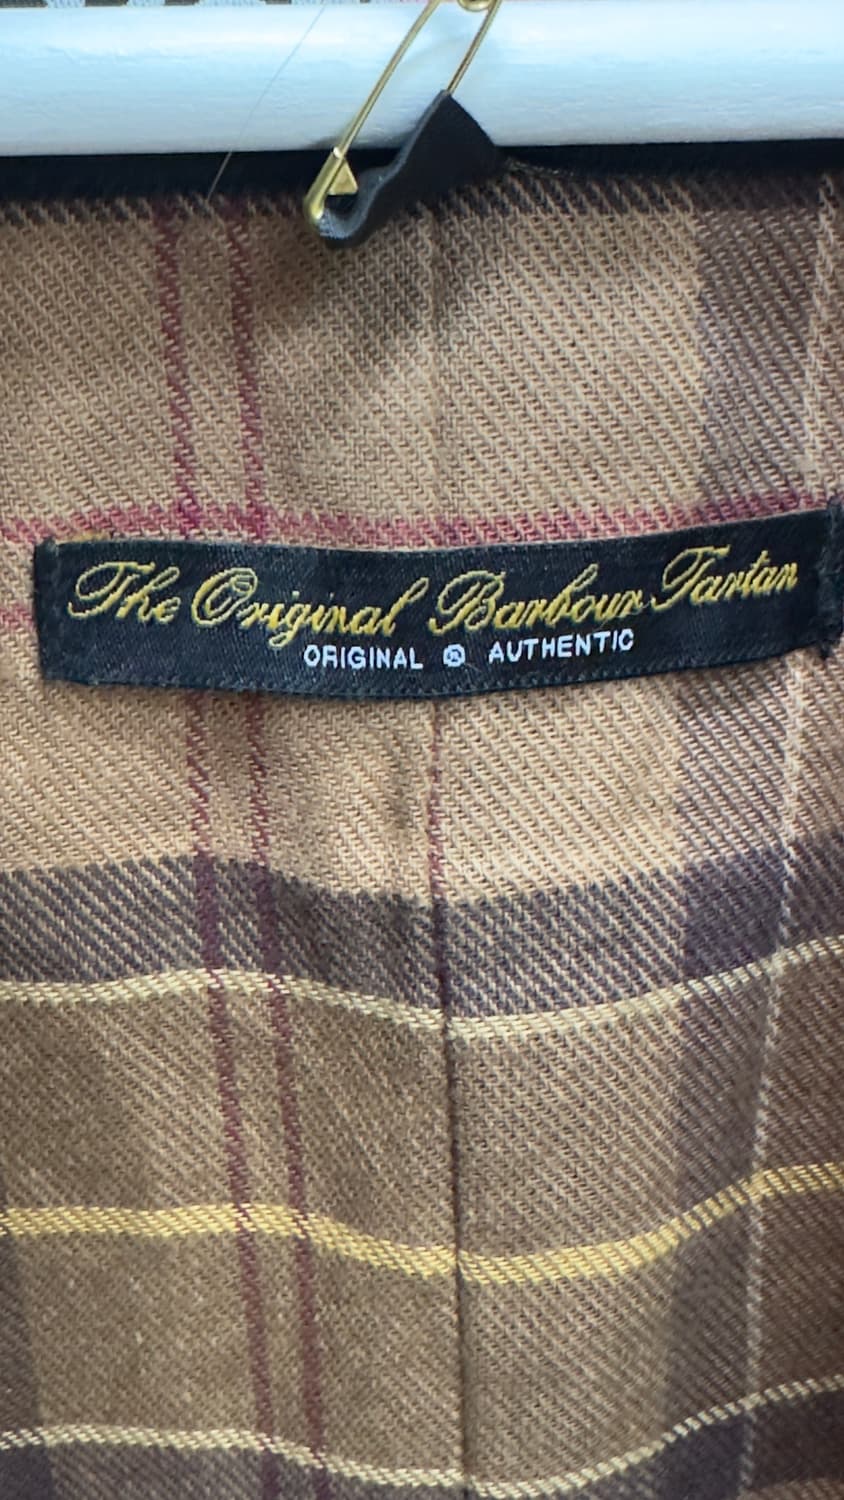 The Original Barbour Tartan
ORIGINAL ® AUTHENTIC